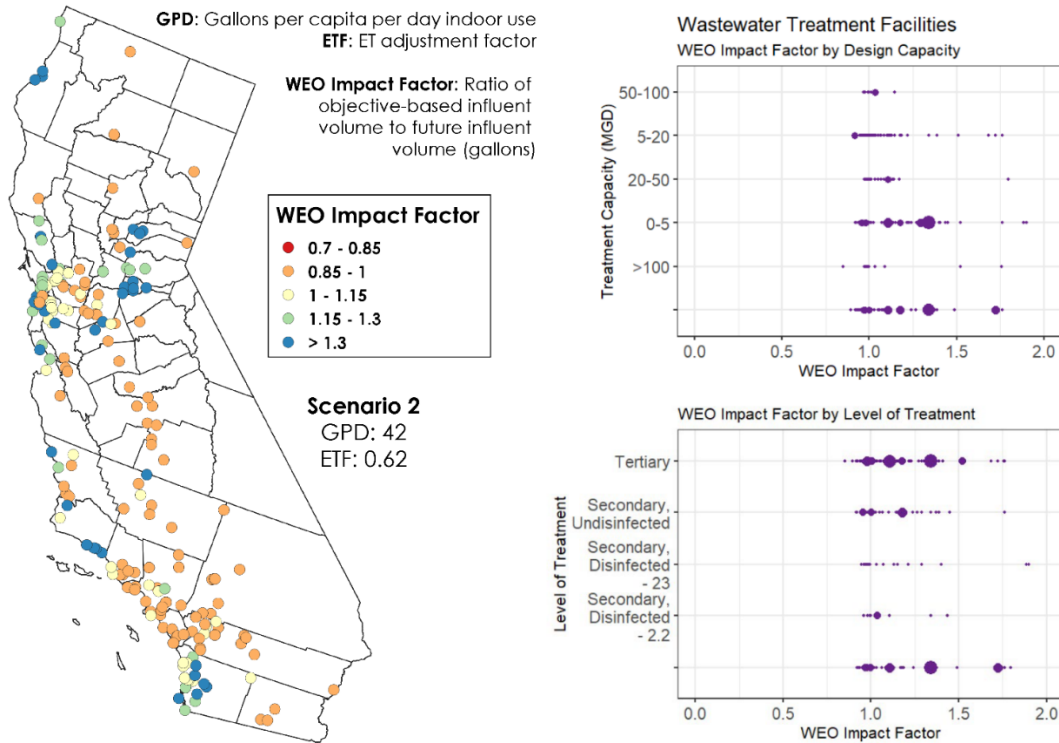 GPD: Gallons per capita per day indoor use
ETF: ET adjustment factor
WEO Impact Factor: Ratio of
objective-based influent
volume to future influent
volume (gallons)
WEO Impact Factor
0.7 - 0.85
0.85 - 1
1 - 1.15
1.15 - 1.3
> 1.3
Scenario 2
GPD: 42
ETF: 0.62
Wastewater Treatment Facilities
WEO Impact Factor by Design Capacity
Treatment Capacity (MGD)
50-100
5-20
20-50
0-5
>100
0.0 0.5 1.0 1.5 2.0
WEO Impact Factor
WEO Impact Factor by Level of Treatment
Level of Treatment
Tertiary
Secondary,
Undisinfected
Secondary,
Disinfected
- 23
Secondary,
Disinfected
- 2.2
0.0 0.5 1.0 1.5 2.0
WEO Impact Factor